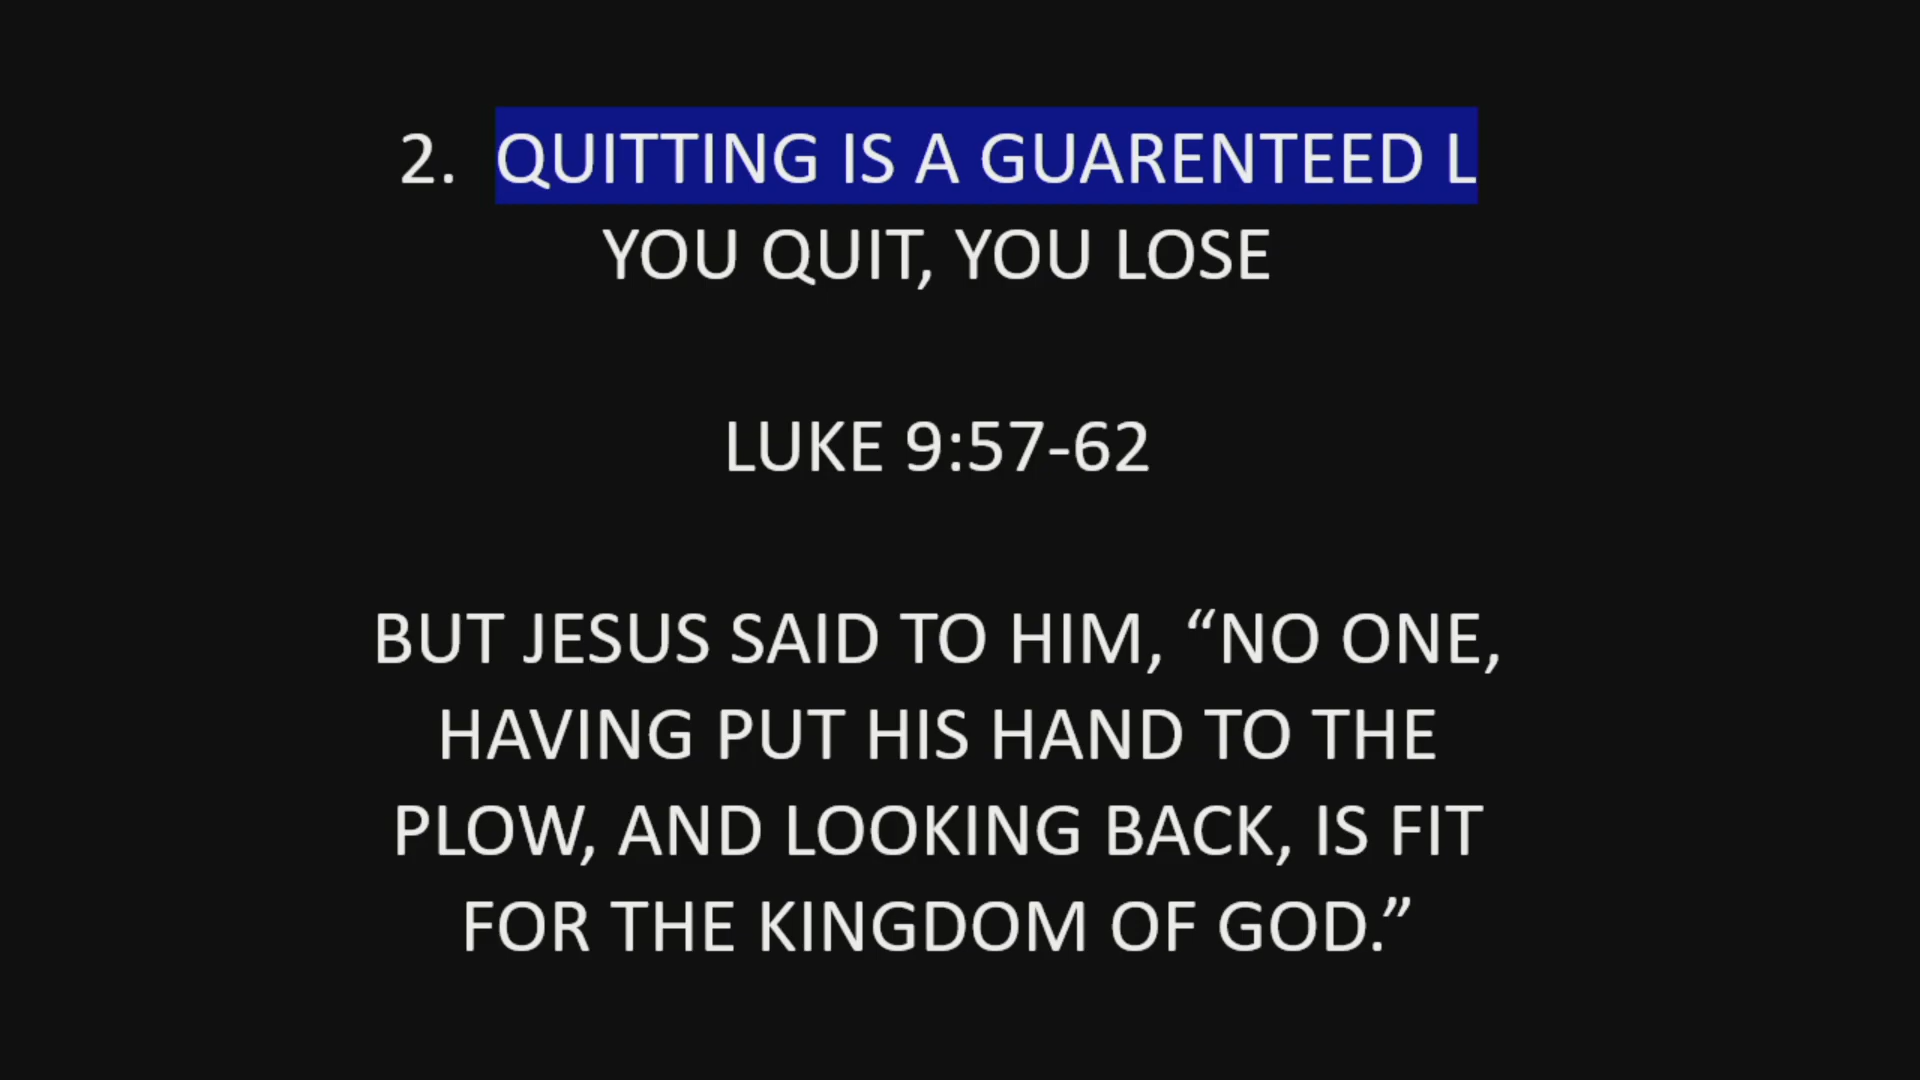 2. QUITTING IS A GUARENTEED L
YOU QUIT, YOU LOSE
LUKE 9:57-62
BUT JESUS SAID TO HIM, “NO ONE,
HAVING PUT HIS HAND TO THE
PLOW, AND LOOKING BACK, IS FIT
FOR THE KINGDOM OF GOD.”